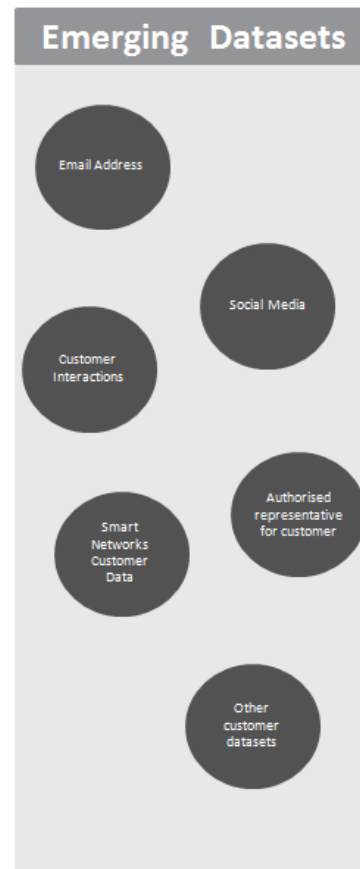 Emerging Datasets
Email Address
Social Media
Customer
Interactions
Authorised
representative
for customer
Smart
Networks
Customer
Data
Other
customer
datasets